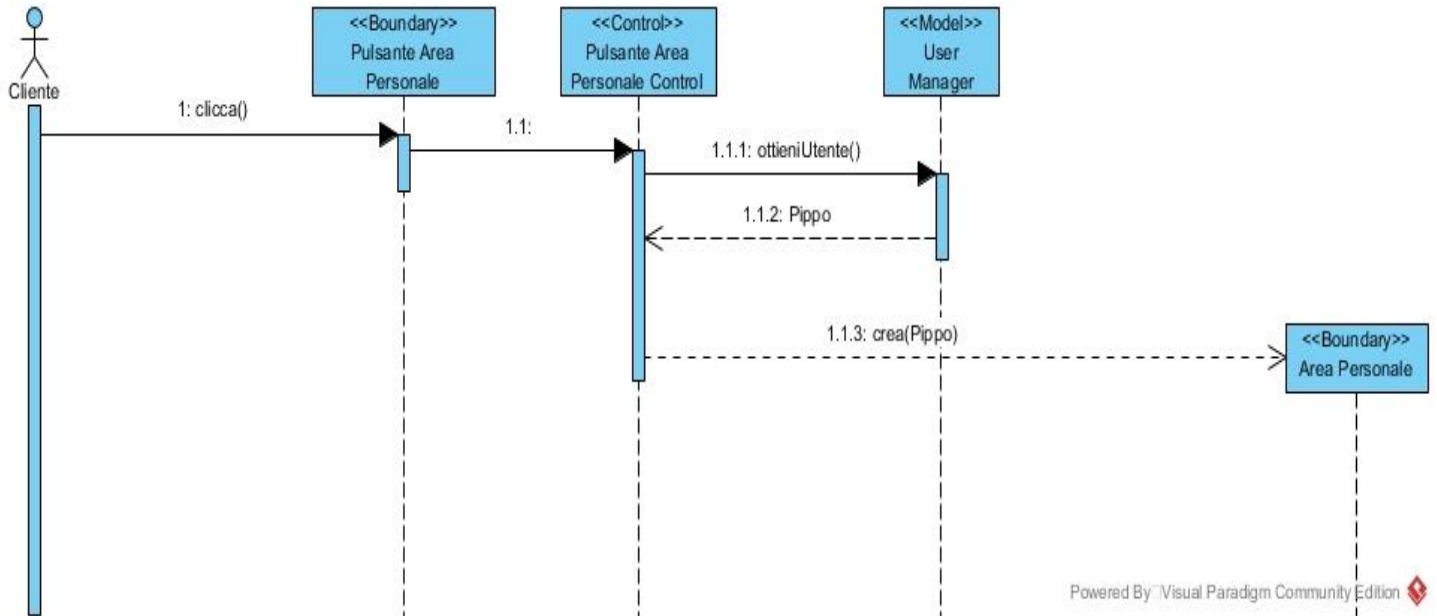 <<Boundary>>
Pulsante Area
Personale
<<Control>>
Pulsante Area
Personale Control
<<Model>>
User
Manager
Cliente
1: clicca()
1.1:
1.1.1: ottieniUtente()
1.1.2: Pippo
1.1.3: crea(Pippo)
<<Boundary>>
Area Personale
Powered By Visual Paradigm Community Edition